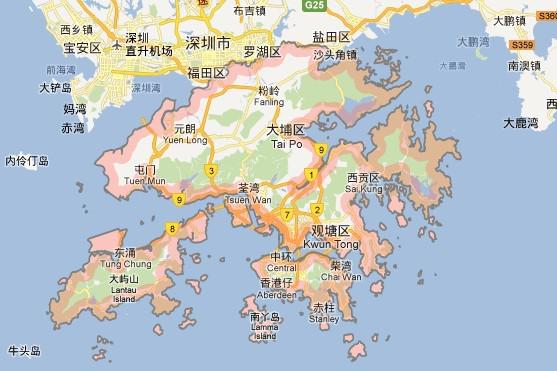 布吉镇
G25
S360
西乡镇
深圳
深圳市
盐田区
大鹏镇
宝安区
直升机场
罗湖区
沙头角镇
大鹏湾
S359
前海湾
福田区
南澳镇
大铲岛
深圳湾
粉岭
Fanling
大鹏湾
妈湾
赤湾
元朗
Yuen Long
大埔区
Tai Po
大鹿湾
内伶仃岛
9
屯门
Tuen Mun
3
1
西贡区
Sai Kung
荃湾
Tsuen Wan
9
7
2
8
观塘区
Kwun Tong
东涌
Tung Chung
中环
Central
柴湾
Chai Wan
大屿山
Lantau
Island
香港仔
Aberdeen
赤柱
Stanley
南丫岛
Lamma
Island
牛头岛